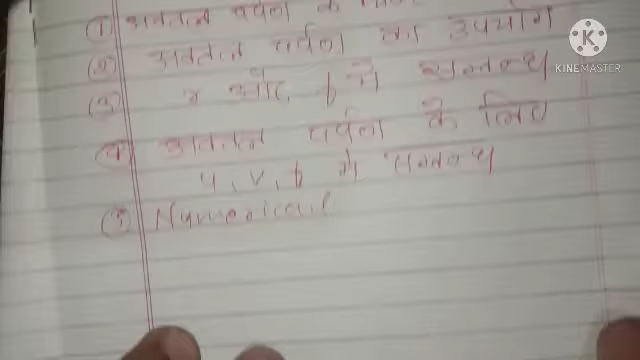 (1) अवतल दर्पण के
(2) अवतल दर्पण का उपयोग
(3) r और f में सम्बन्ध
(4) अवतल दर्पण के लिए
u, v, f में सम्बन्ध
(5) Numerical
KINEMASTER